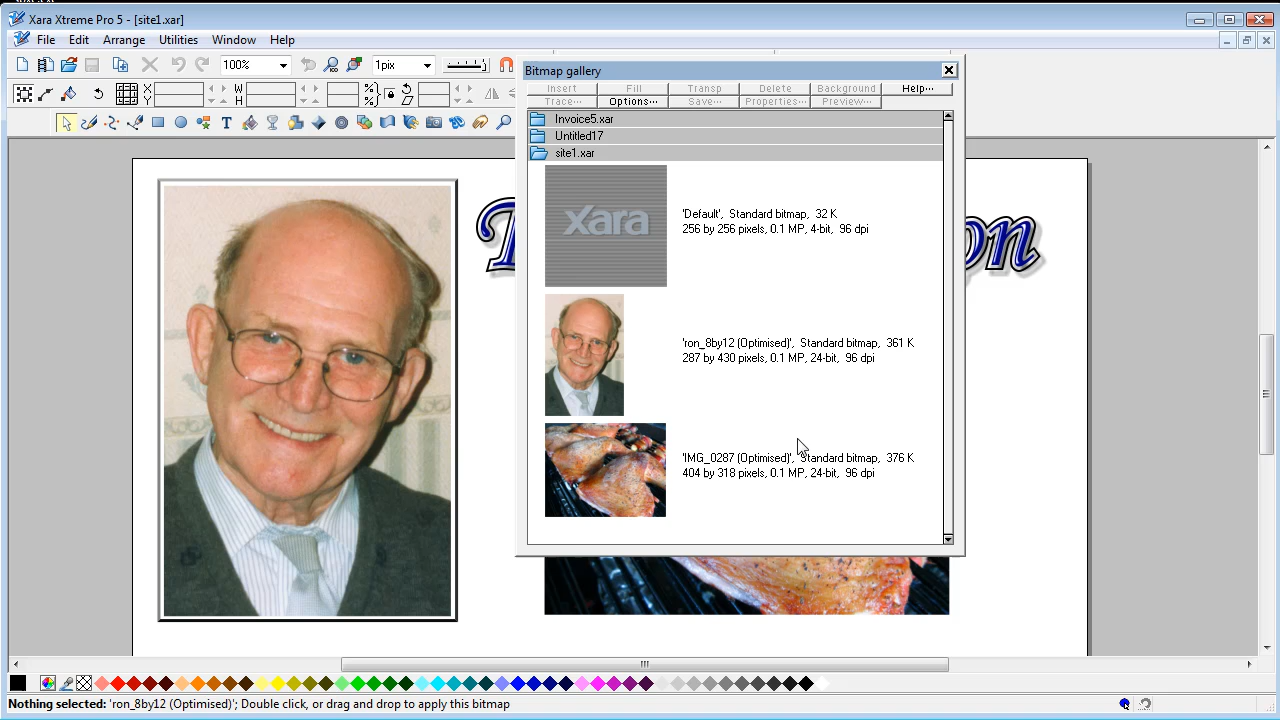 Xara Xtreme Pro 5 - [site1.xar]
File Edit Arrange Utilities Window Help
100% 1pix
Bitmap gallery
Insert Fill Transp Delete Background Help...
Trace... Options... Save... Properties... Preview...
X W
Y H
Invoice5.xar
Untitled17
site1.xar
xara
'Default', Standard bitmap, 32 K
256 by 256 pixels, 0.1 MP, 4-bit, 96 dpi
on
'ron_8by12 (Optimised)', Standard bitmap, 361 K
287 by 430 pixels, 0.1 MP, 24-bit, 96 dpi
'IMG_0287 (Optimised)', Standard bitmap, 376 K
404 by 318 pixels, 0.1 MP, 24-bit, 96 dpi
Nothing selected: 'ron_8by12 (Optimised)'; Double click, or drag and drop to apply this bitmap